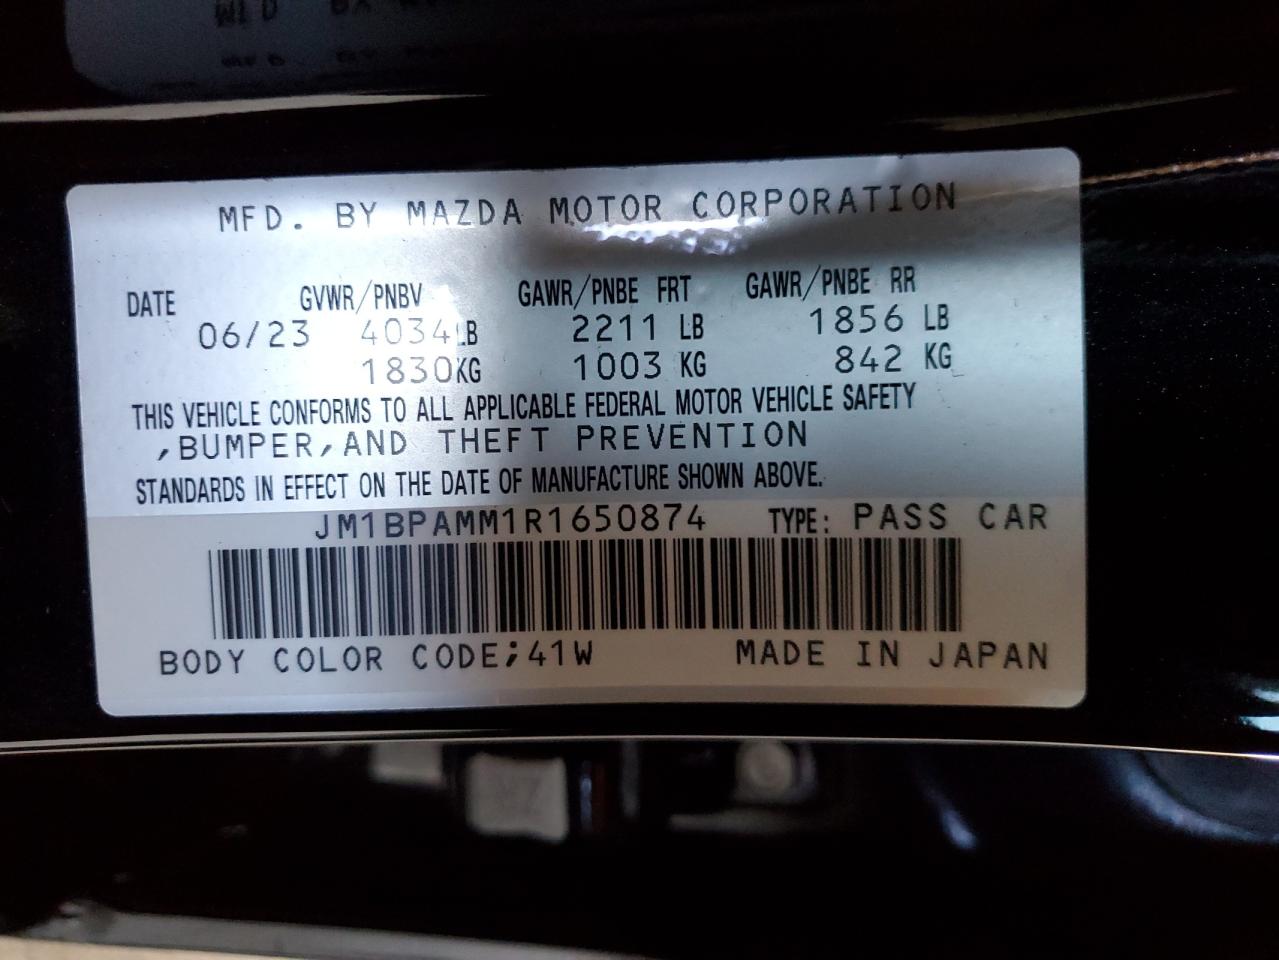 MFD. BY MAZDA MOTOR CORPORATION
DATE GVWR/PNBV GAWR/PNBE FRT GAWR/PNBE RR
06/23 4034LB 2211 LB 1856 LB
1830KG 1003 KG 842 KG
THIS VEHICLE CONFORMS TO ALL APPLICABLE FEDERAL MOTOR VEHICLE SAFETY
,BUMPER,AND THEFT PREVENTION
STANDARDS IN EFFECT ON THE DATE OF MANUFACTURE SHOWN ABOVE.
JM1BPAMM1R1650874 TYPE: PASS CAR
BODY COLOR CODE;41W MADE IN JAPAN